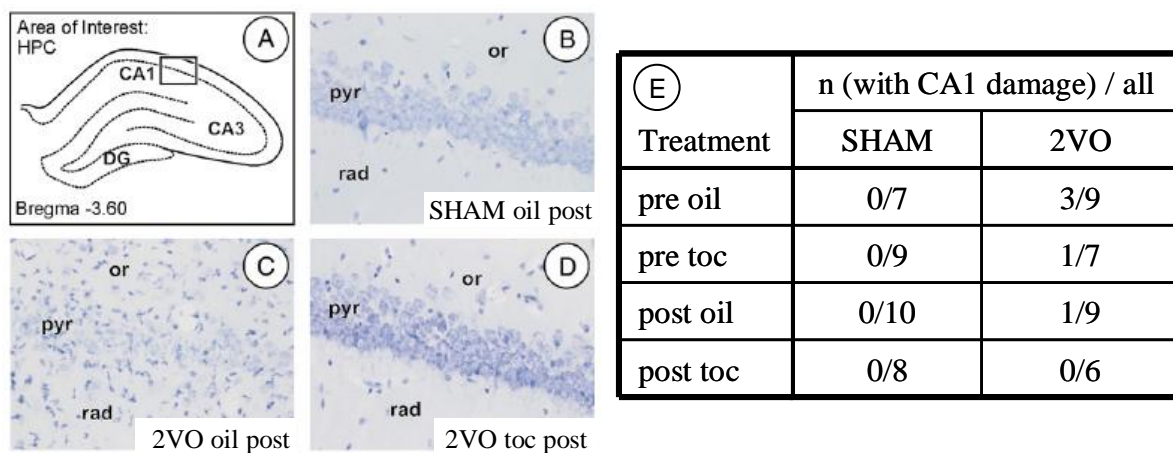 Area of Interest:
HPC
A
CA1
CA3
DG
Bregma -3.60
B
or
pyr
rad
SHAM oil post
C
or
pyr
rad
2VO oil post
D
or
pyr
rad
2VO toc post
E
n (with CA1 damage) / all
Treatment SHAM 2VO
pre oil 0/7 3/9
pre toc 0/9 1/7
post oil 0/10 1/9
post toc 0/8 0/6